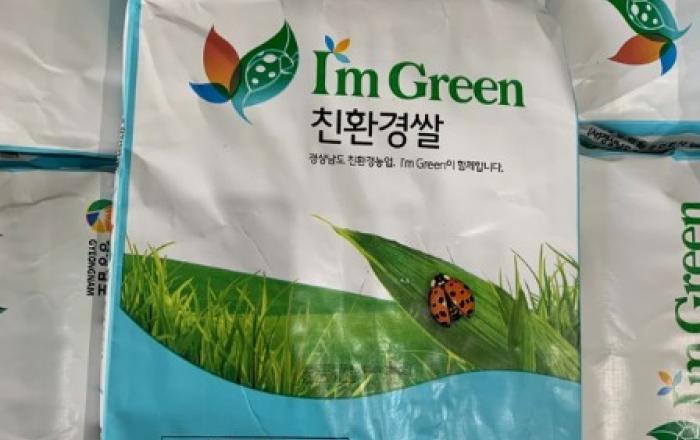 I'm Green
친환경쌀
경상남도 친환경농업, I'm Green이 함께합니다.
GYEONGNAM
I'm Green